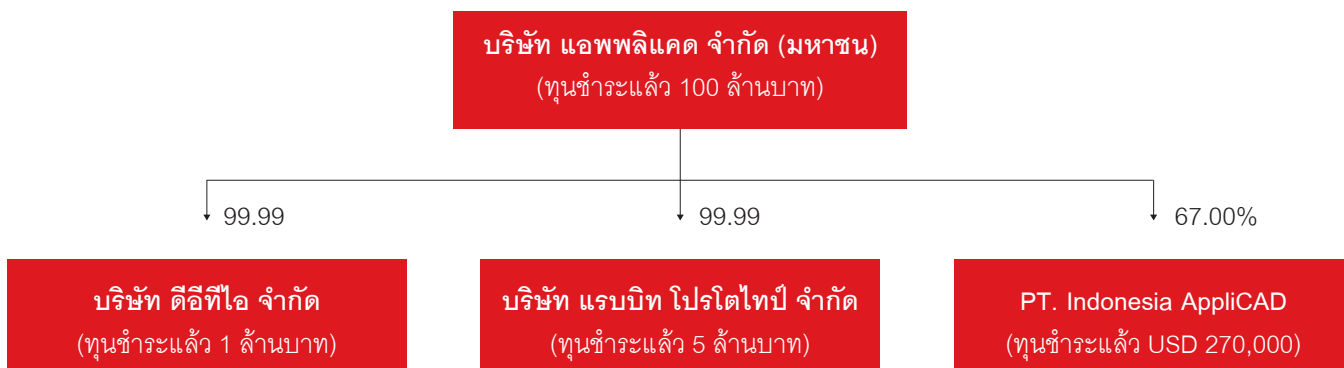 บริษัท แอพพลิแคด จำกัด (มหาชน)
(ทุนชำระแล้ว 100 ล้านบาท)
99.99
99.99
67.00%
บริษัท ดีอีทีไอ จำกัด
(ทุนชำระแล้ว 1 ล้านบาท)
บริษัท แรบบิท โปรโตไทป์ จำกัด
(ทุนชำระแล้ว 5 ล้านบาท)
PT. Indonesia AppliCAD
(ทุนชำระแล้ว USD 270,000)